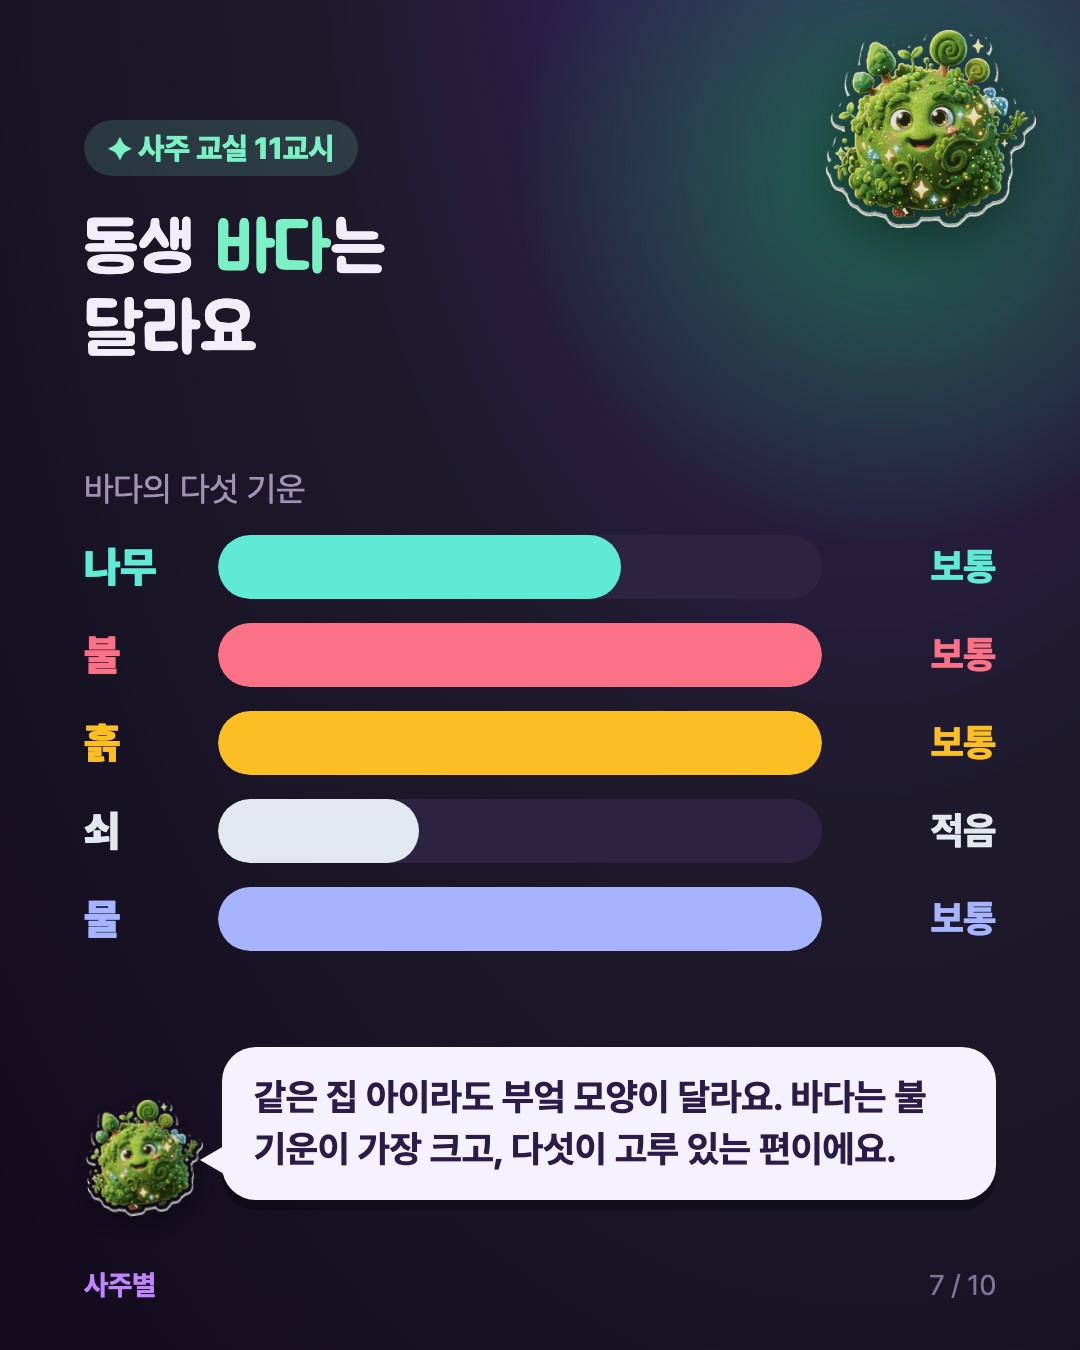 사주 교실 11교시
동생 바다는
달라요
바다의 다섯 기운
나무 보통
불 보통
흙 보통
쇠 적음
물 보통
같은 집 아이라도 부엌 모양이 달라요. 바다는 불
기운이 가장 크고, 다섯이 고루 있는 편이에요.
사주별
7 / 10